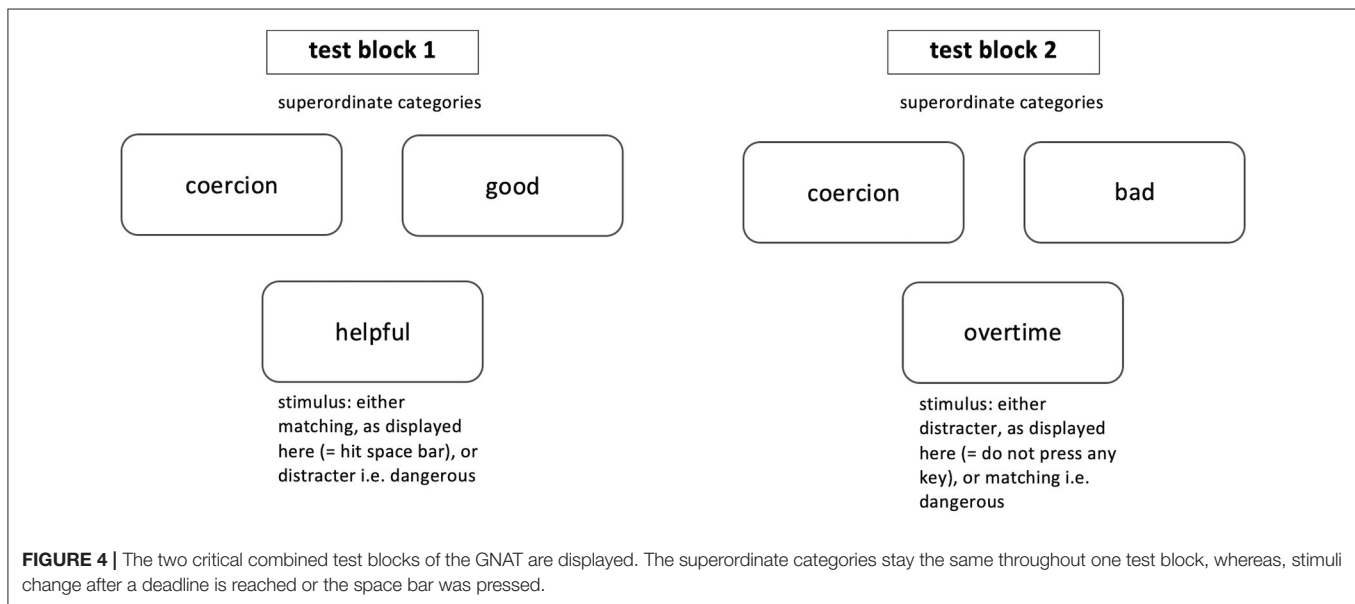 test block 1
superordinate categories
coercion
good
helpful
stimulus: either
matching, as displayed
here (= hit space bar), or
distracter i.e. dangerous
test block 2
superordinate categories
coercion
bad
overtime
stimulus: either
distracter, as displayed
here (= do not press any
key), or matching i.e.
dangerous
FIGURE 4 | The two critical combined test blocks of the GNAT are displayed. The superordinate categories stay the same throughout one test block, whereas, stimuli
change after a deadline is reached or the space bar was pressed.